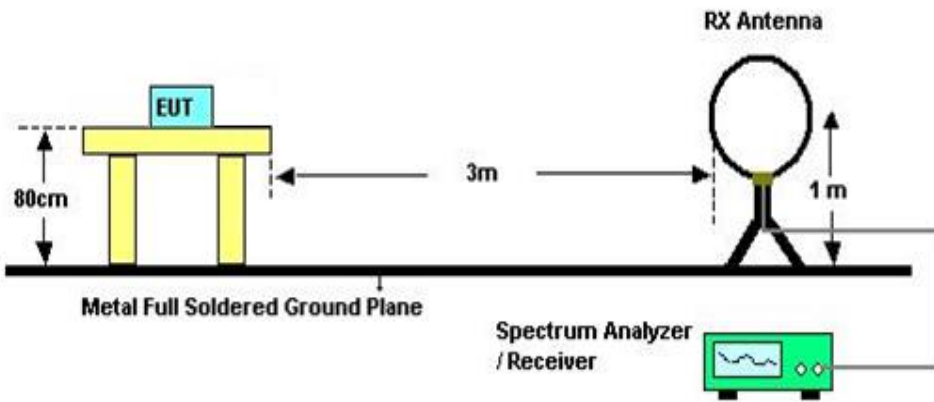 RX Antenna
EUT
3m
80cm
1 m
Metal Full Soldered Ground Plane
Spectrum Analyzer
/ Receiver